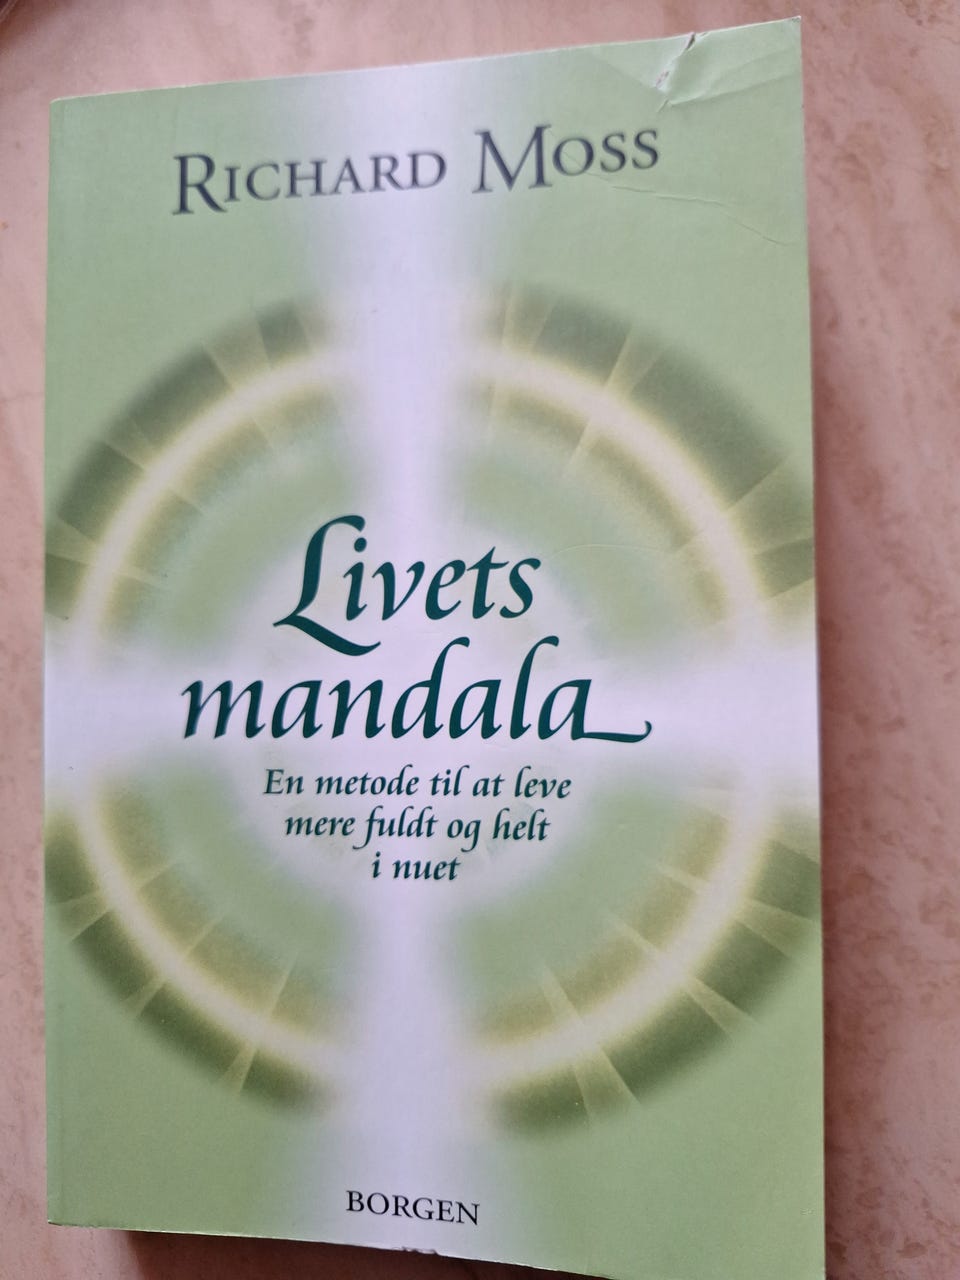 RICHARD MOSS
Livets
mandala
En metode til at leve
mere fuldt og helt
i nuet
BORGEN